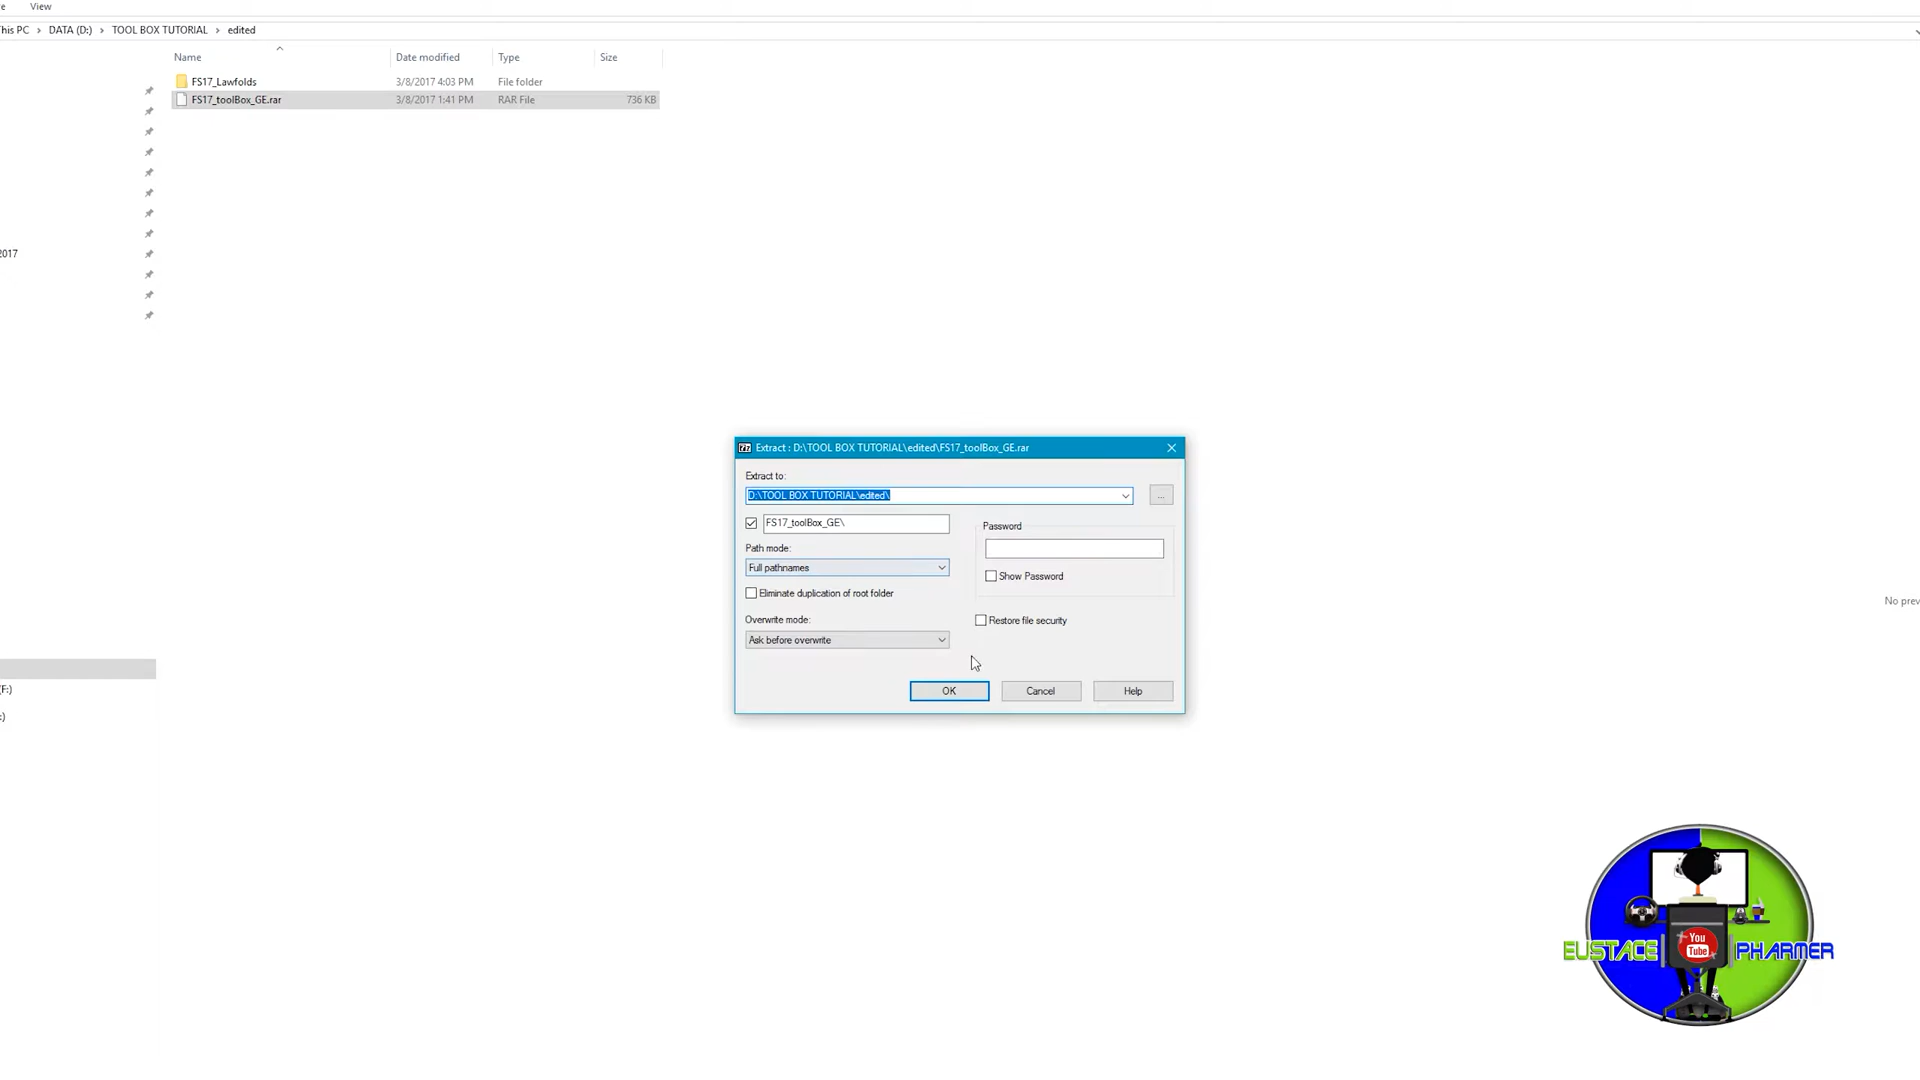 View
his PC > DATA (D:) > TOOL BOX TUTORIAL > edited
Name Date modified Type Size
FS17_Lawfolds 3/8/2017 4:03 PM File folder
FS17_toolBox_GE.rar 3/8/2017 1:41 PM RAR File 736 KB
2017
Extract : D:\TOOL BOX TUTORIAL\edited\FS17_toolBox_GE.rar
Extract to:
D:\TOOL BOX TUTORIAL\edited\
...
FS17_toolBox_GE\
Password
Path mode:
Full pathnames
Show Password
Eliminate duplication of root folder
Overwrite mode:
Restore file security
Ask before overwrite
No prev
OK Cancel Help
(F:)
:)
EUSTACE You Tube PHARMER